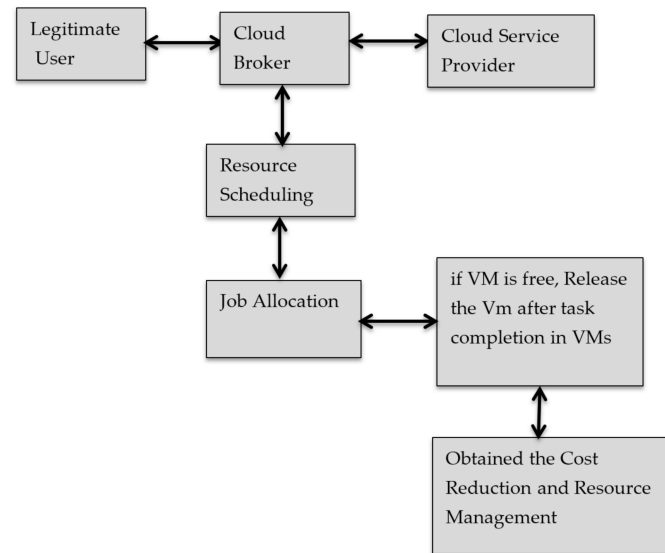 Legitimate
User
Cloud
Broker
Cloud Service
Provider
Resource
Scheduling
Job Allocation
if VM is free, Release
the Vm after task
completion in VMs
Obtained the Cost
Reduction and Resource
Management